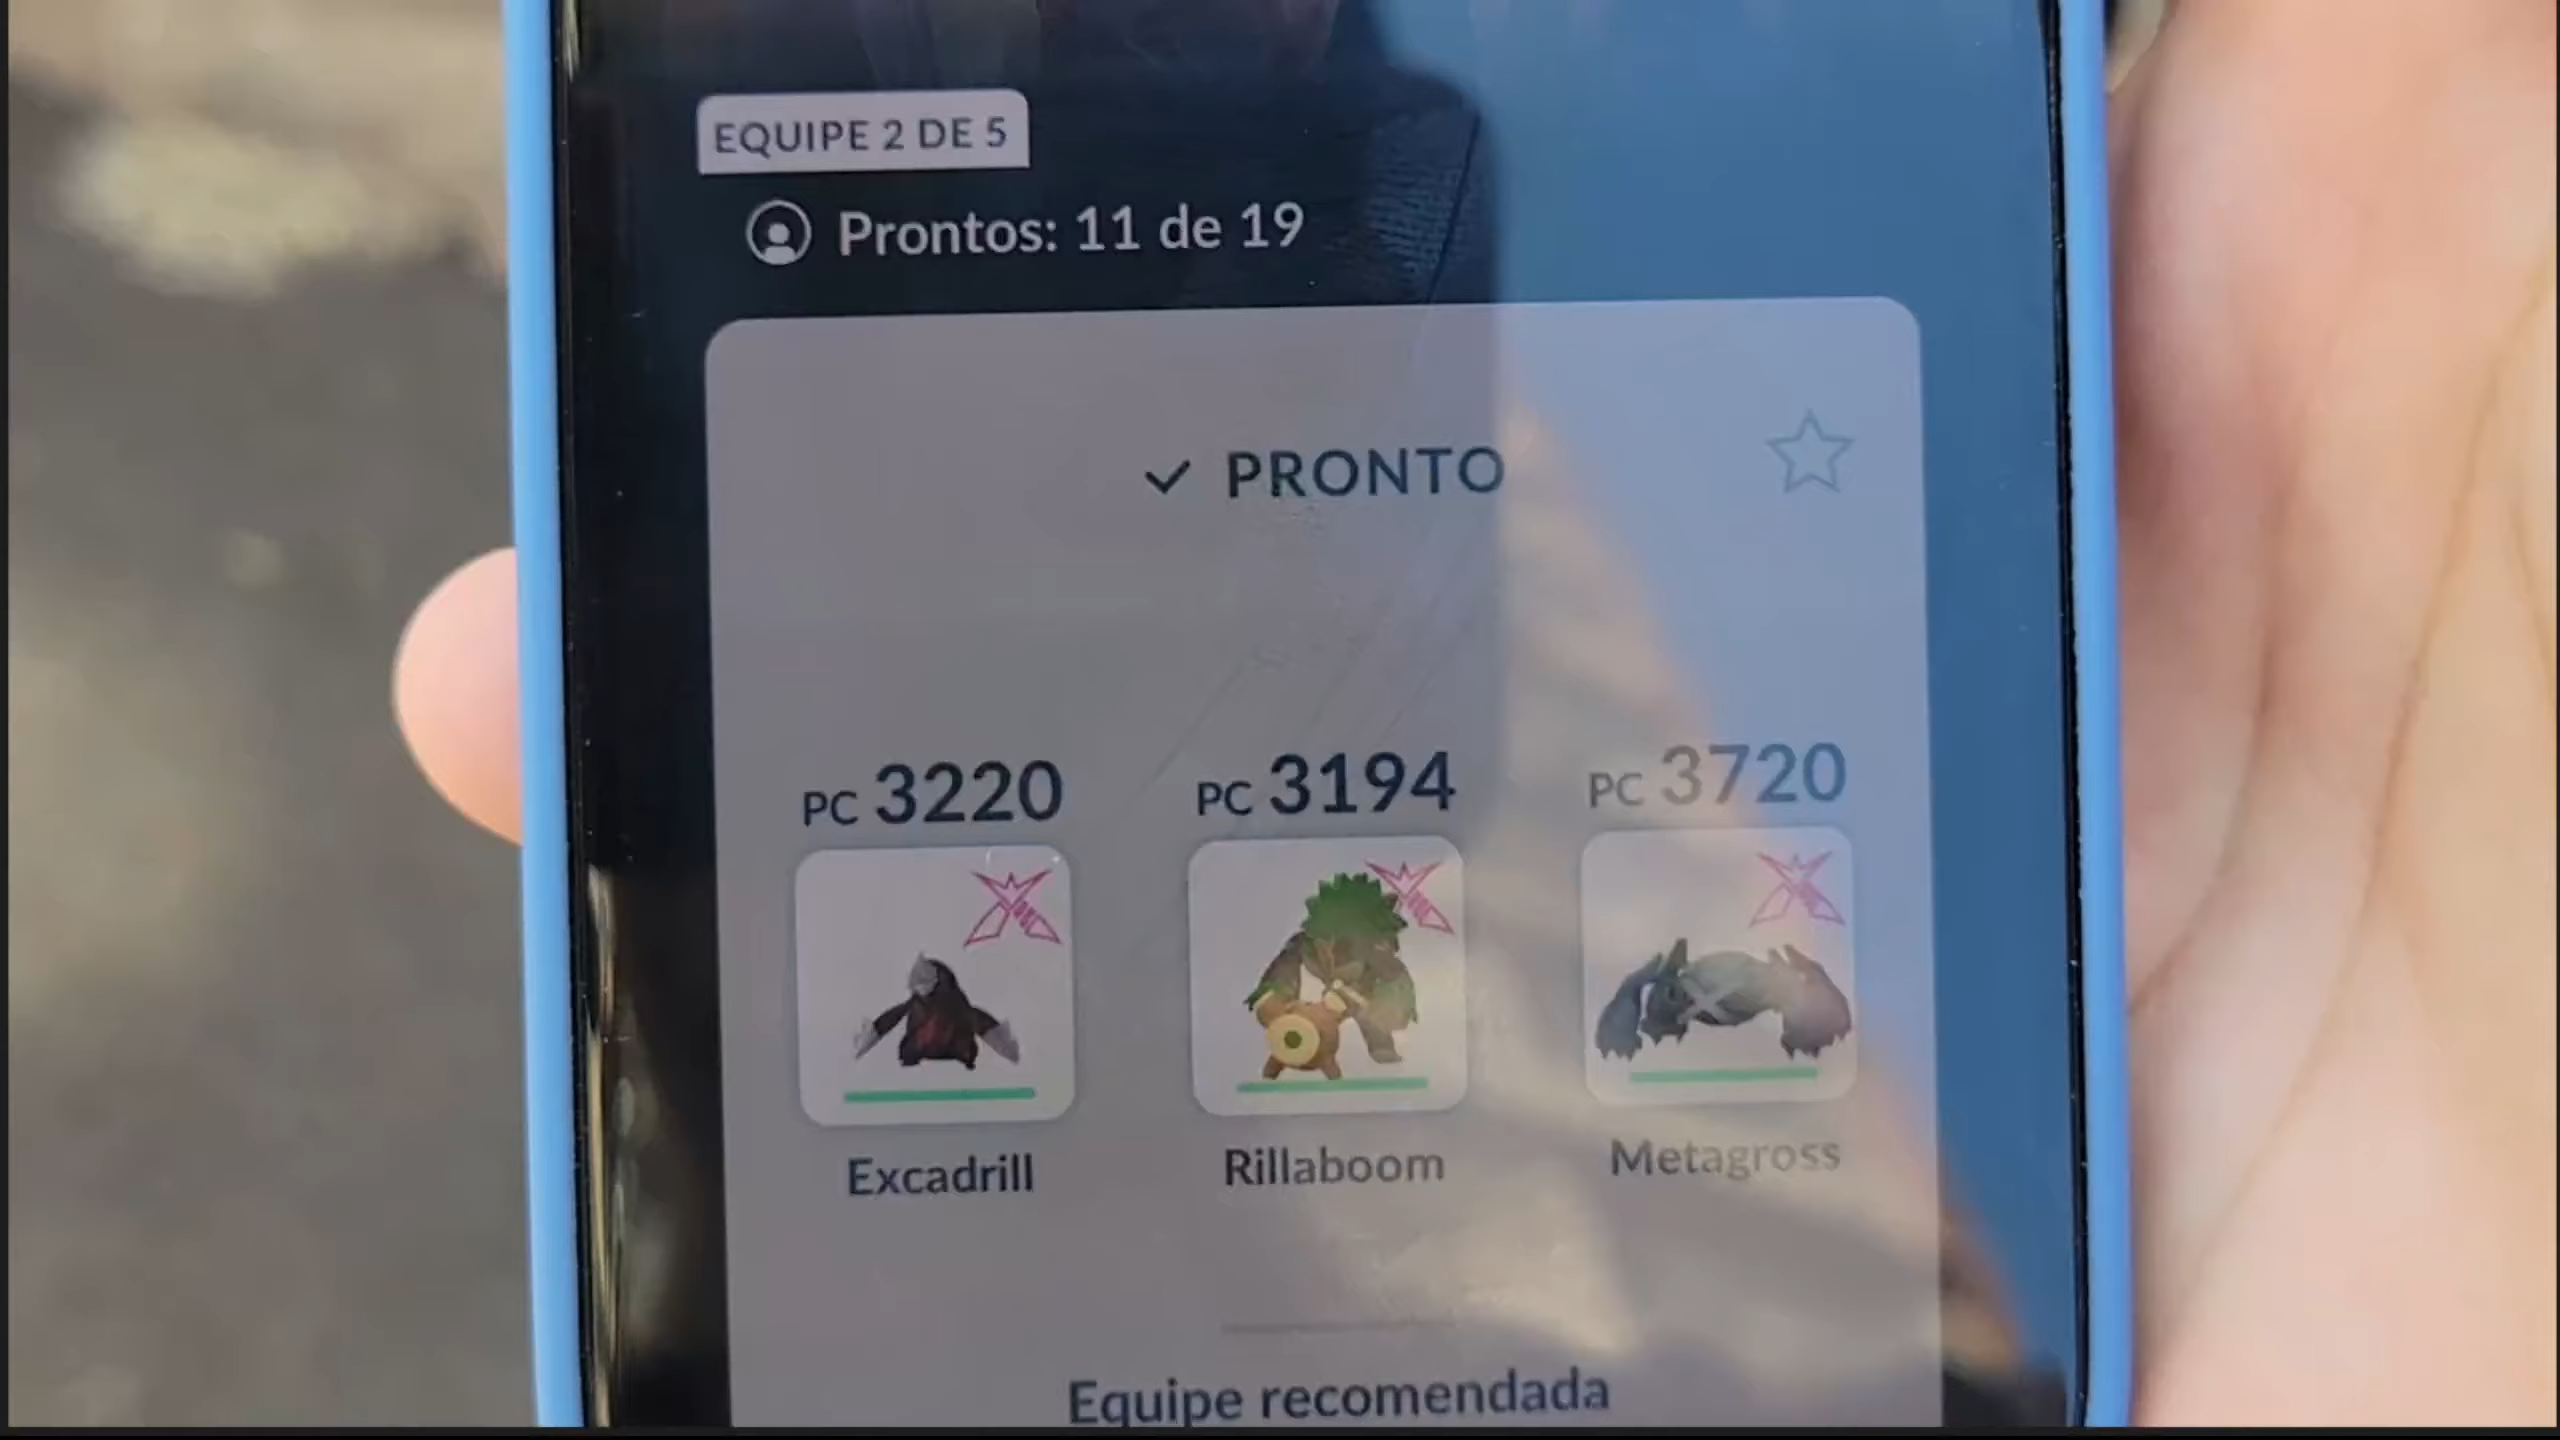 EQUIPE 2 DE 5
Prontos: 11 de 19
PRONTO
PC 3220 PC 3194 PC 3720
Excadrill Rillaboom Metagross
Equipe recomendada